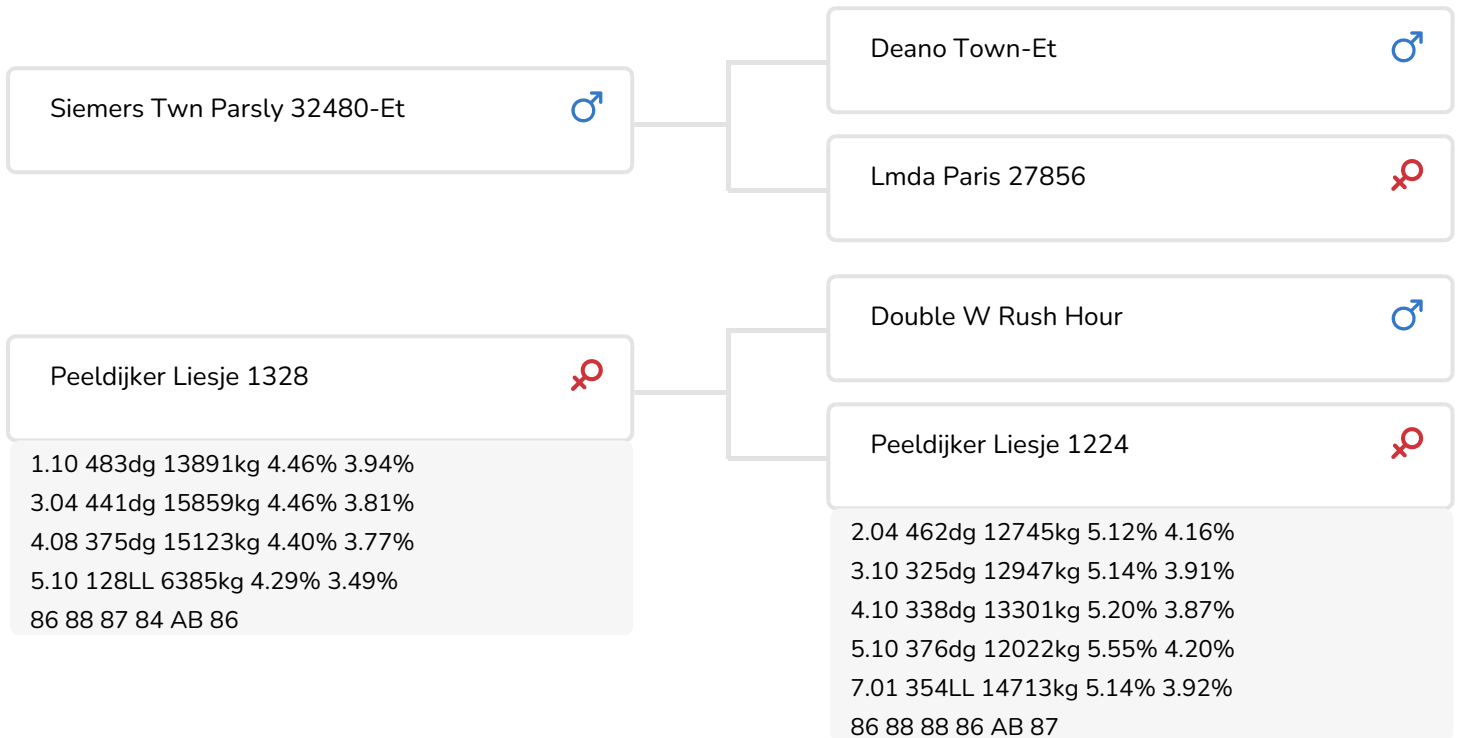 Siemers Twn Parsly 32480-Et
Deano Town-Et
Lmda Paris 27856
Peeldijker Liesje 1328
1.10 483dg 13891kg 4.46% 3.94%
3.04 441dg 15859kg 4.46% 3.81%
4.08 375dg 15123kg 4.40% 3.77%
5.10 128LL 6385kg 4.29% 3.49%
86 88 87 84 AB 86
Double W Rush Hour
Peeldijker Liesje 1224
2.04 462dg 12745kg 5.12% 4.16%
3.10 325dg 12947kg 5.14% 3.91%
4.10 338dg 13301kg 5.20% 3.87%
5.10 376dg 12022kg 5.55% 4.20%
7.01 354LL 14713kg 5.14% 3.92%
86 88 88 86 AB 87